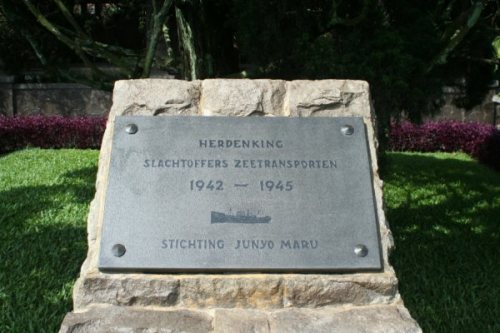 HERDENKING
SLACHTOFFERS ZEETRANSPORTEN
1942 — 1945
STICHTING JUNYO MARU